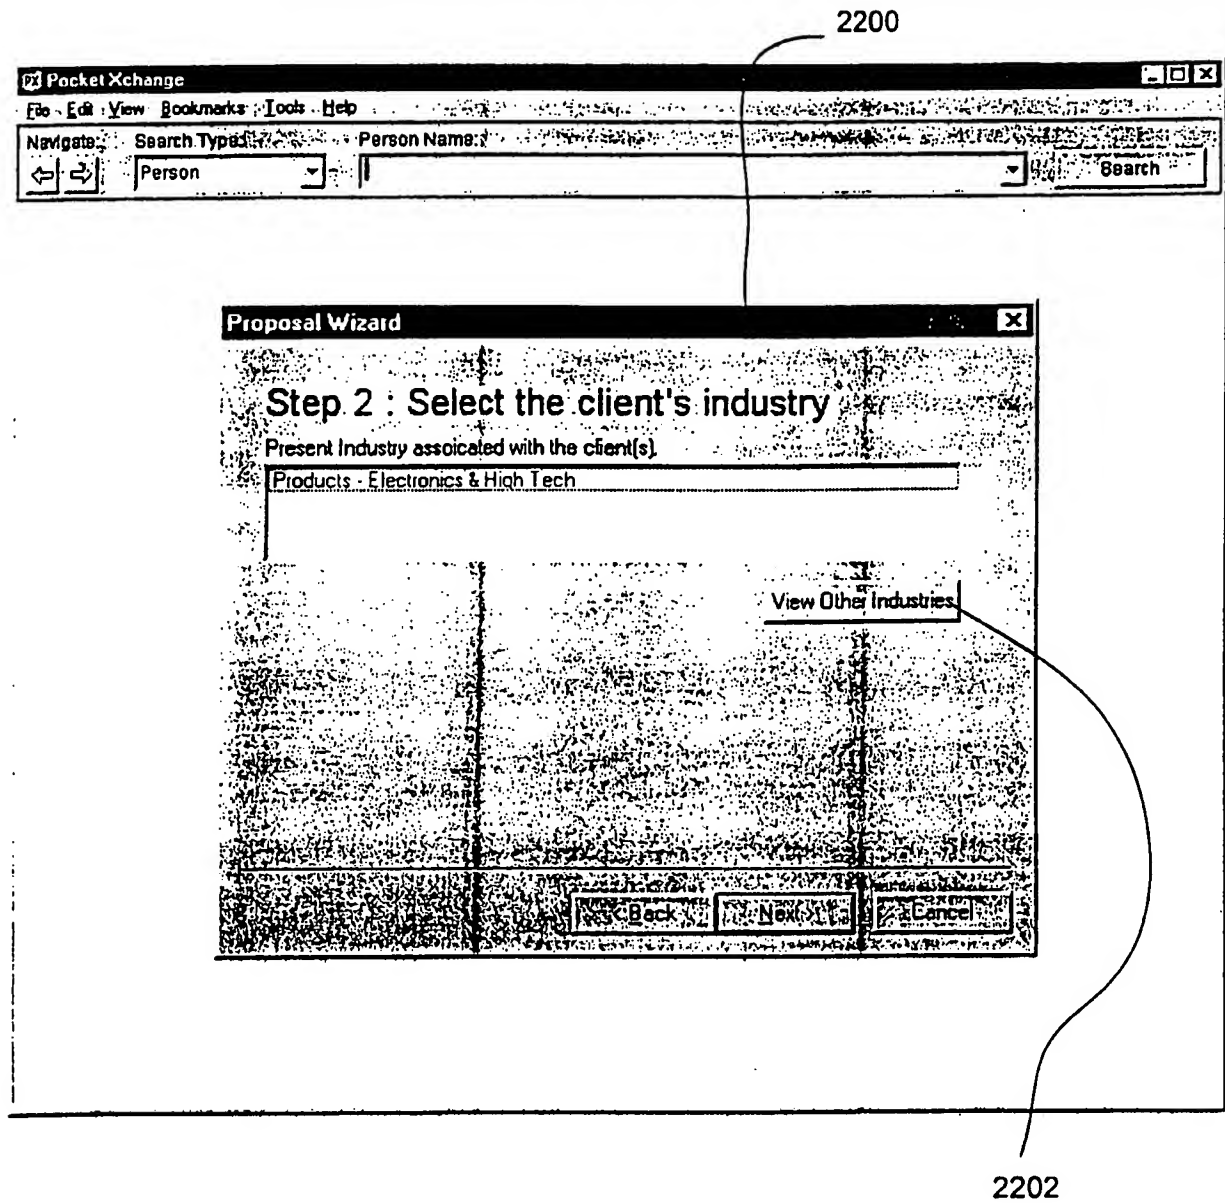 2200
PX Pocket Xchange
File Edit View Bookmarks Tools Help
Navigate: Search Type: Person Name:
Person Search
Proposal Wizard
Step 2 : Select the client's industry
Present Industry assoicated with the client(s).
Products - Electronics & High Tech
View Other Industries
< Back Next > Cancel
2202